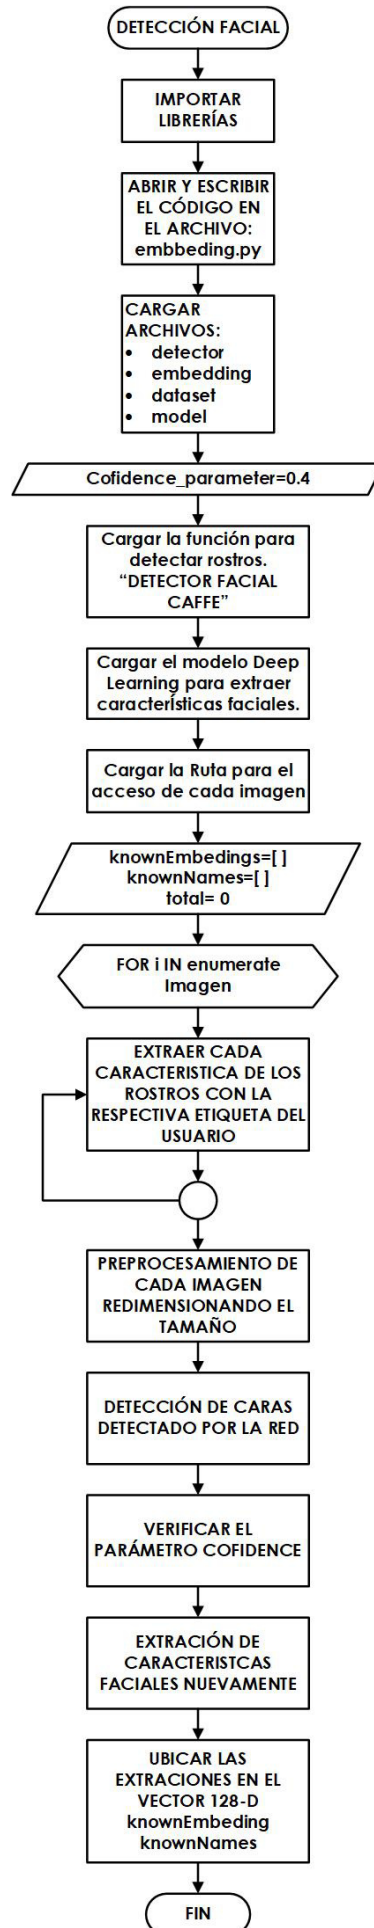 DETECCIÓN FACIAL
IMPORTAR
LIBRERÍAS
ABRIR Y ESCRIBIR
EL CÓDIGO EN
EL ARCHIVO:
embbeding.py
CARGAR
ARCHIVOS:
• detector
• embedding
• dataset
• model
Cofidence_parameter=0.4
Cargar la función para
detectar rostros.
“DETECTOR FACIAL
CAFFE”
Cargar el modelo Deep
Learning para extraer
características faciales.
Cargar la Ruta para el
acceso de cada imagen
knownEmbedings=[ ]
knownNames=[ ]
total= 0
FOR i IN enumerate
Imagen
EXTRAER CADA
CARACTERISTICA DE LOS
ROSTROS CON LA
RESPECTIVA ETIQUETA DEL
USUARIO
PREPROCESAMIENTO DE
CADA IMAGEN
REDIMENSIONANDO EL
TAMAÑO
DETECCIÓN DE CARAS
DETECTADO POR LA RED
VERIFICAR EL
PARÁMETRO COFIDENCE
EXTRACIÓN DE
CARACTERISTCAS
FACIALES NUEVAMENTE
UBICAR LAS
EXTRACIONES EN EL
VECTOR 128-D
knownEmbeding
knownNames
FIN